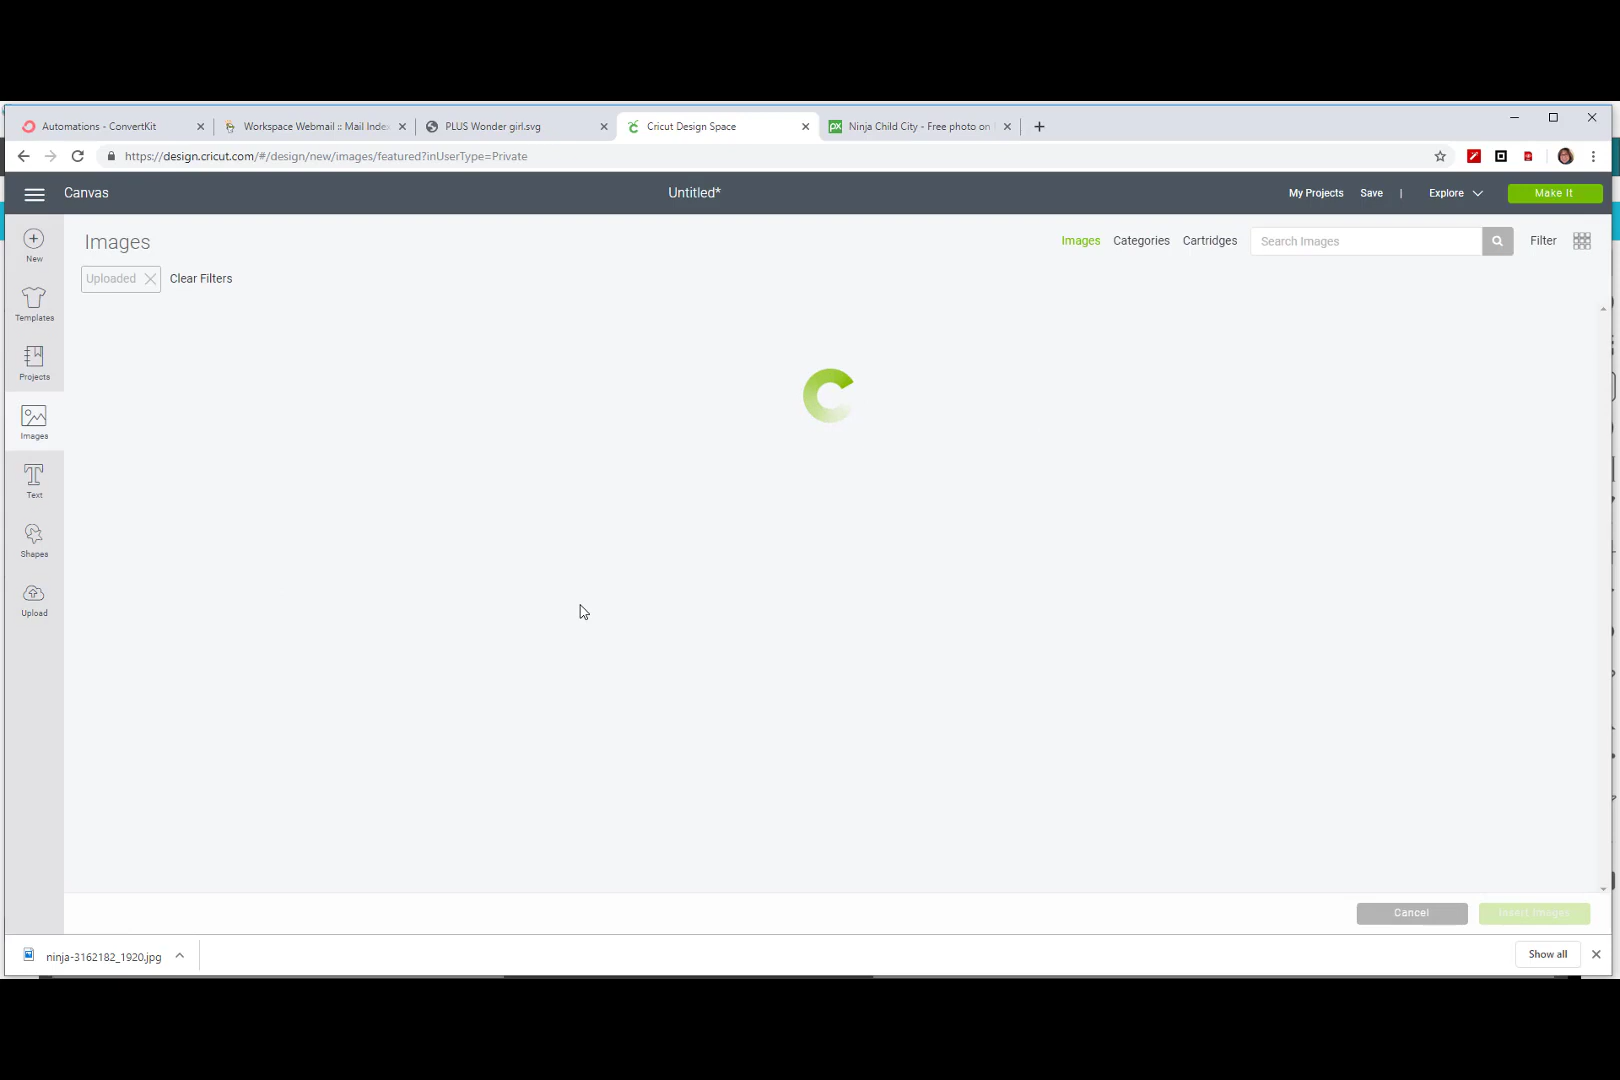 Automations - ConvertKit
Workspace Webmail :: Mail Index
PLUS Wonder girl.svg
Cricut Design Space
Ninja Child City - Free photo on
https://design.cricut.com/#/design/new/images/featured?inUserType=Private
Canvas
Untitled*
My Projects
Save
|
Explore
Make It
New
Templates
Projects
Images
Text
Shapes
Upload
Images
Images
Categories
Cartridges
Search Images
Filter
Uploaded
Clear Filters
Cancel
Insert Images
ninja-3162182_1920.jpg
Show all